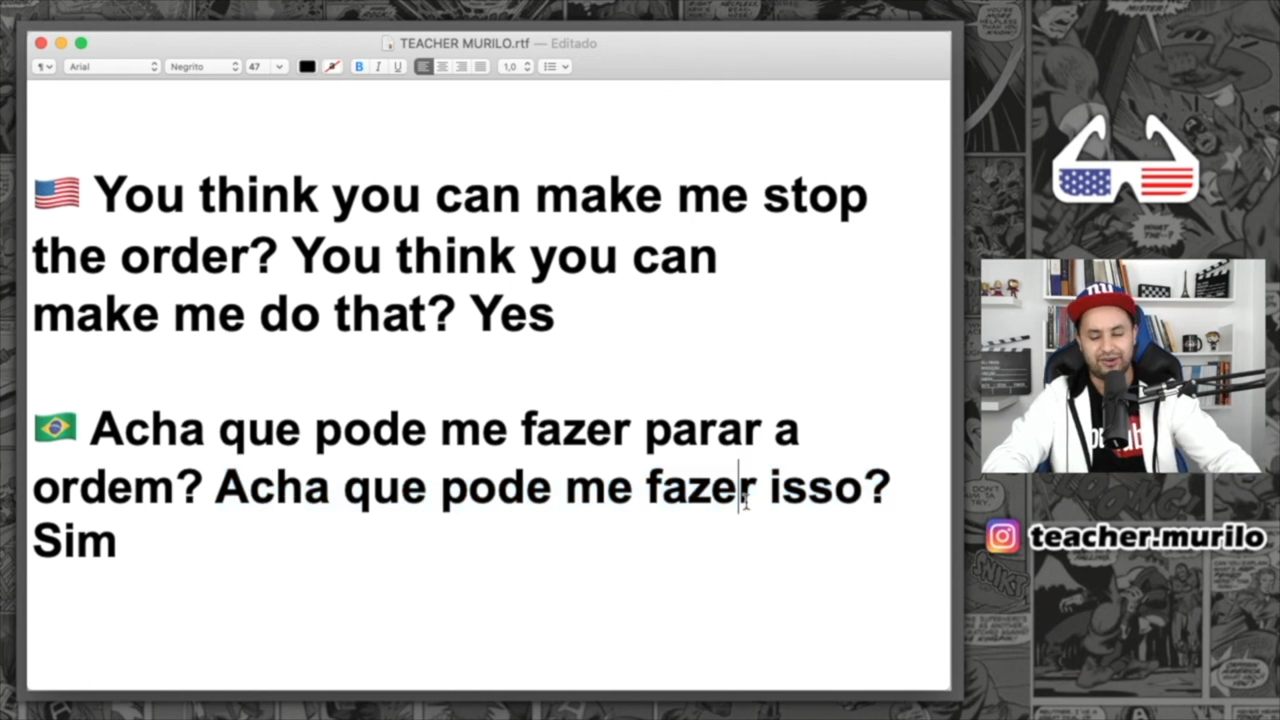 TEACHER MURILO.rtf — Editado
Arial
Negrito
47
B I U
1,0
🇺🇸 You think you can make me stop
the order? You think you can
make me do that? Yes
🇧🇷 Acha que pode me fazer parar a
ordem? Acha que pode me fazer isso?
Sim
teacher.murilo
SNIKT